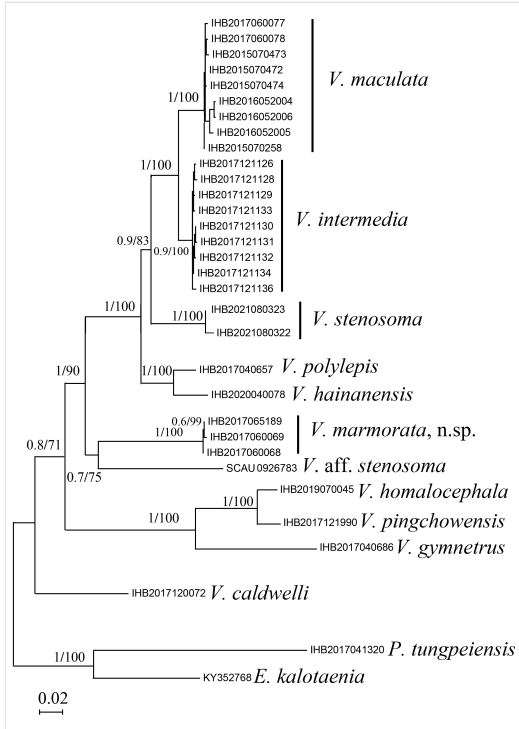 IHB2017060077
IHB2017060078
IHB2015070473
IHB2015070472
V. maculata
IHB2015070474
1/100
IHB2016052004
IHB2016052006
IHB2016052005
IHB2015070258
1/100
IHB2017121126
IHB2017121128
IHB2017121129
IHB2017121133
V. intermedia
IHB2017121130
0.9/83
IHB2017121131
0.9/100
IHB2017121132
IHB2017121134
IHB2017121136
1/100
IHB2021080323
1/100
V. stenosoma
IHB2021080322
1/90
1/100
IHB2017040657 V. polylepis
IHB2020040078 V. hainanensis
0.6/99
IHB2017065189
1/100
IHB2017060069
V. marmorata, n.sp.
IHB2017060068
0.8/71
0.7/75
SCAU0926783 V. aff. stenosoma
IHB2019070045 V. homalocephala
1/100
1/100
IHB2017121990 V. pingchowensis
IHB2017040686 V. gymnetrus
IHB2017120072 V. caldwelli
IHB2017041320 P. tungpeiensis
1/100
KY352768 E. kalotaenia
0.02